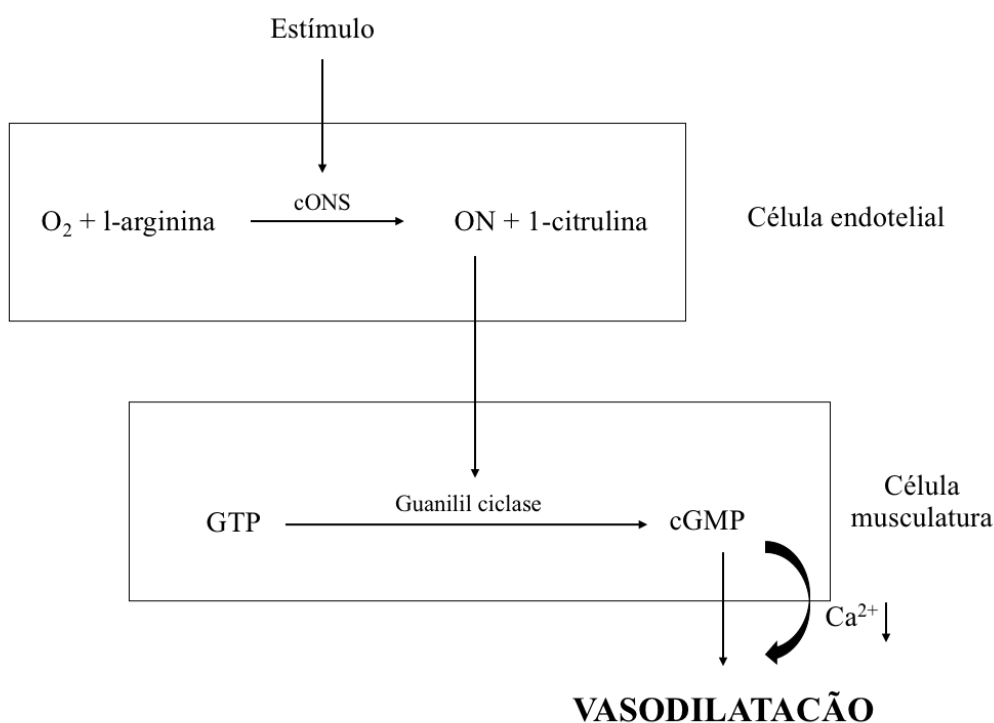 Estímulo
cONS
O₂ + l-arginina
ON + 1-citrulina
Célula endotelial
Guanilil ciclase
GTP
cGMP
Célula
musculatura
Ca²⁺
VASODILATACÃO